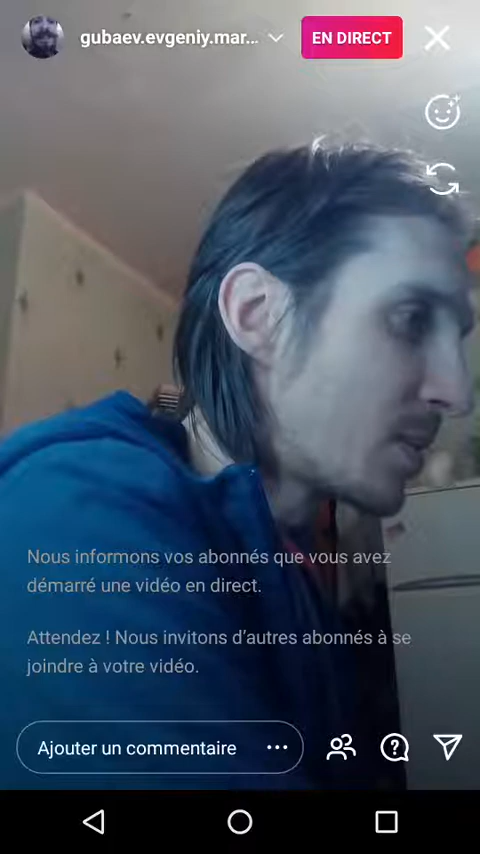 gubaev.evgeniy.mar...
EN DIRECT
Nous informons vos abonnés que vous avez
démarré une vidéo en direct.
Attendez ! Nous invitons d’autres abonnés à se
joindre à votre vidéo.
Ajouter un commentaire